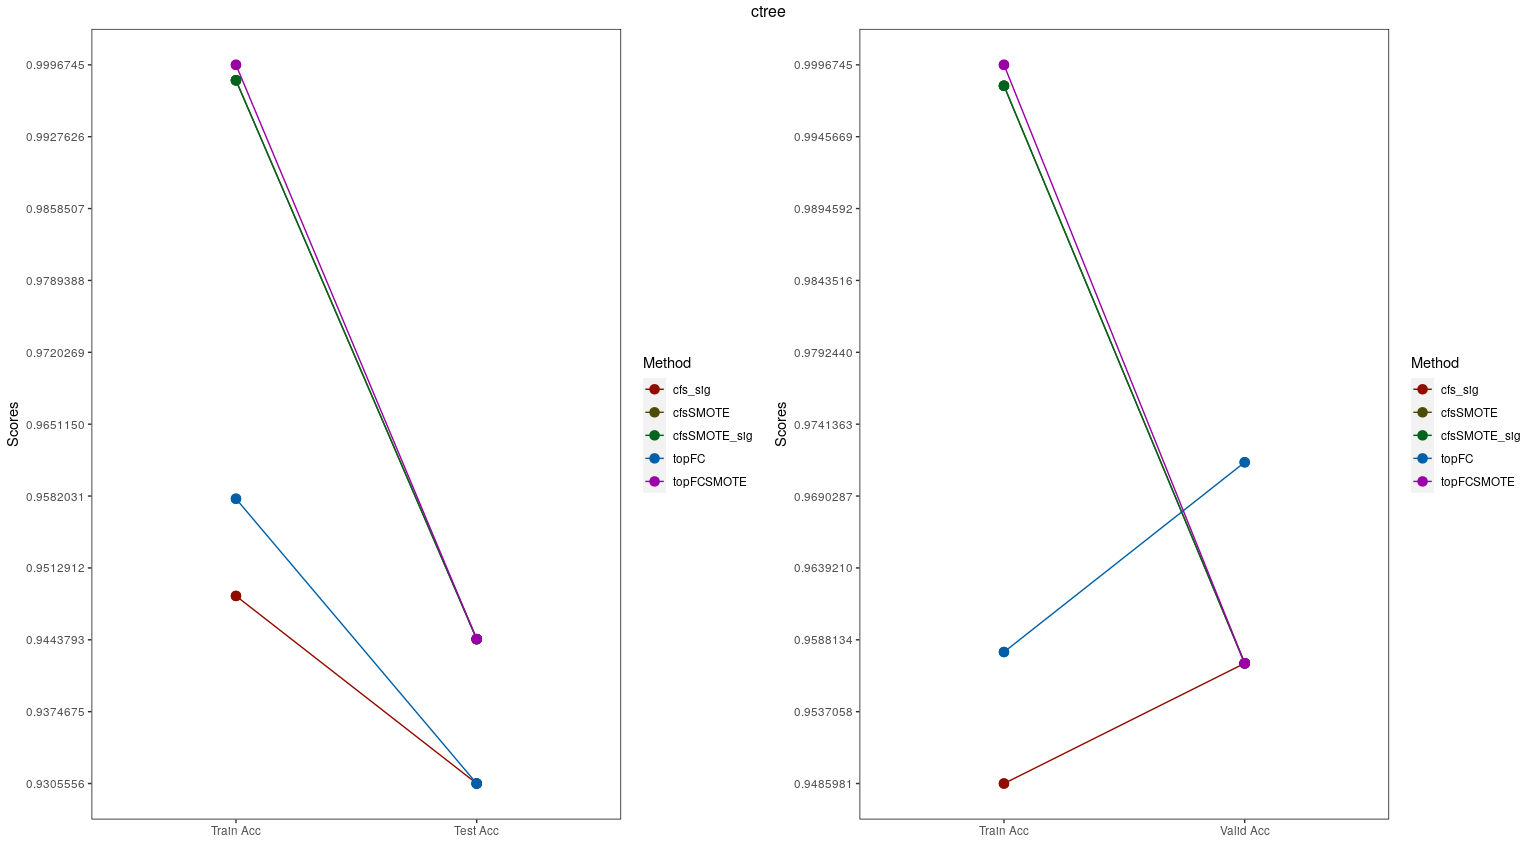 ctree
Scores
0.9996745
0.9927626
0.9858507
0.9789388
0.9720269
0.9651150
0.9582031
0.9512912
0.9443793
0.9374675
0.9305556
Train Acc
Test Acc
Method
cfs_sig
cfsSMOTE
cfsSMOTE_sig
topFC
topFCSMOTE
Scores
0.9996745
0.9945669
0.9894592
0.9843516
0.9792440
0.9741363
0.9690287
0.9639210
0.9588134
0.9537058
0.9485981
Train Acc
Valid Acc
Method
cfs_sig
cfsSMOTE
cfsSMOTE_sig
topFC
topFCSMOTE